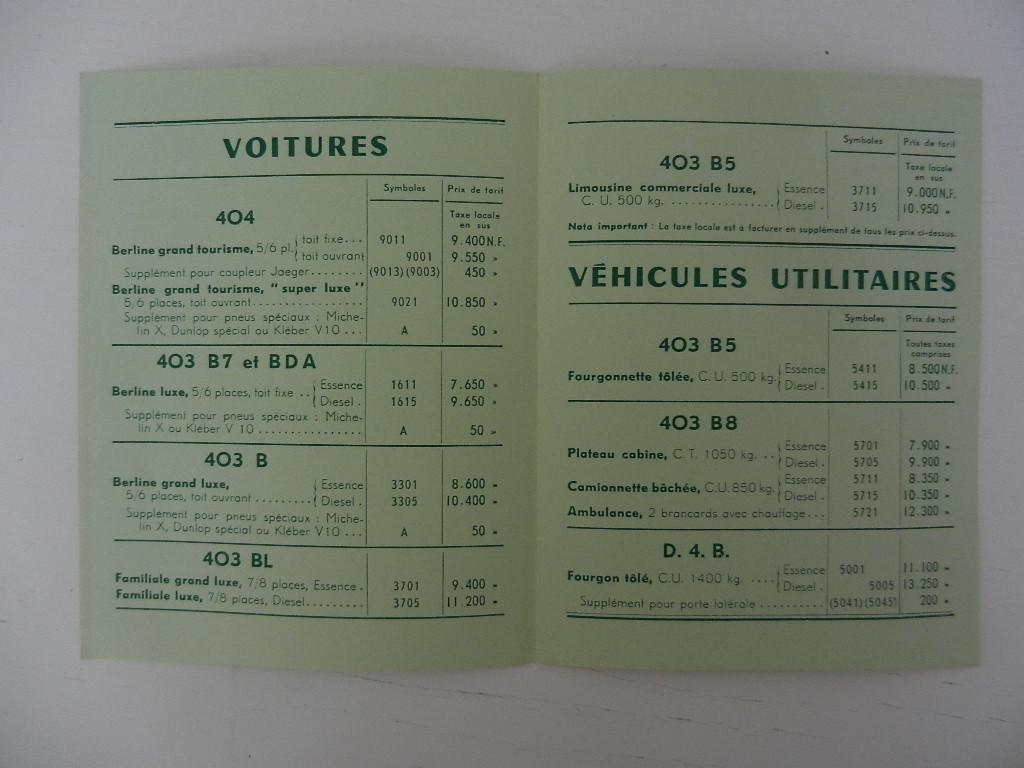 VOITURES
Symboles Prix de tarif
Taxe locale
en sus
404
Berline grand tourisme, 5/6 pl. { toit fixe... 9011 9.400 N.F.
toit ouvrant 9001 9.550 »
Supplément pour coupleur Jaeger........ (9013) (9003) 450 »
Berline grand tourisme, "super luxe"
5/6 places, toit ouvrant................ 9021 10.850 »
Supplément pour pneus spéciaux : Miche-
lin X, Dunlop spécial ou Kléber V10 ... A 50 »
403 B7 et BDA
Berline luxe, 5/6 places, toit fixe .. { Essence 1611 7.650 »
Diesel . 1615 9.650 »
Supplément pour pneus spéciaux : Miche-
lin X ou Kléber V 10 ................ A 50 »
403 B
Berline grand luxe, { Essence 3301 8.600 »
5/6 places, toit ouvrant ......... Diesel . 3305 10.400 »
Supplément pour pneus spéciaux : Miche-
lin X, Dunlop spécial ou Kléber V10 ... A 50 »
403 BL
Familiale grand luxe, 7/8 places, Essence . 3701 9.400 »
Familiale luxe, 7/8 places, Diesel......... 3705 11.200 »
Symboles Prix de tarif
Taxe locale
en sus
403 B5
Limousine commerciale luxe, { Essence 3711 9.000 N.F.
C. U. 500 kg. ................ Diesel . 3715 10.950 »
Nota important : La taxe locale est à facturer en supplément de tous les prix ci-dessus.
VÉHICULES UTILITAIRES
Symboles Prix de tarif
Toutes taxes
comprises
403 B5
Fourgonnette tôlée, C. U. 500 kg. { Essence 5411 8.500 N.F.
Diesel . 5415 10.500 »
403 B8
Plateau cabine, C. T. 1050 kg. .. { Essence 5701 7.900 »
Diesel . 5705 9.900 »
Camionnette bâchée, C.U. 850 kg. { Essence 5711 8.350 »
Diesel . 5715 10.350 »
Ambulance, 2 brancards avec chauffage... 5721 12.300 »
D. 4. B.
Fourgon tôlé, C.U. 1400 kg. .... { Essence 5001 11.100 »
Diesel . 5005 13.250 »
Supplément pour porte latérale .......... (5041) (5045) 200 »